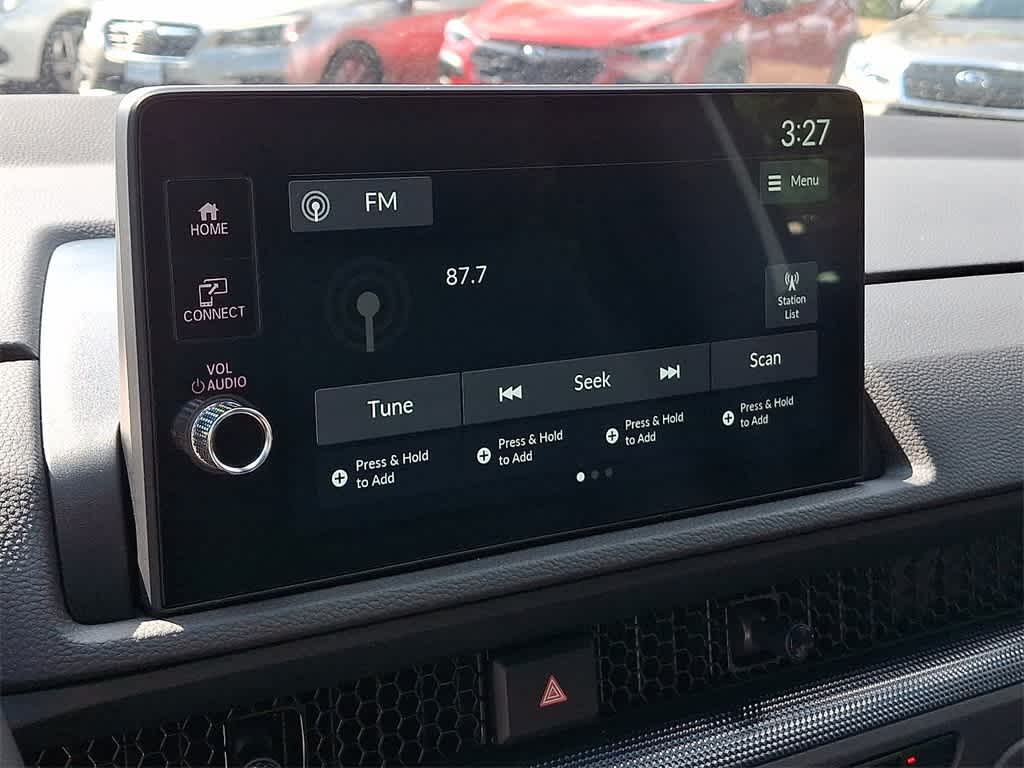 3:27
Menu
FM
HOME
87.7
CONNECT
Station
List
VOL
AUDIO
Tune
Seek
Scan
Press & Hold
to Add
Press & Hold
to Add
Press & Hold
to Add
Press & Hold
to Add